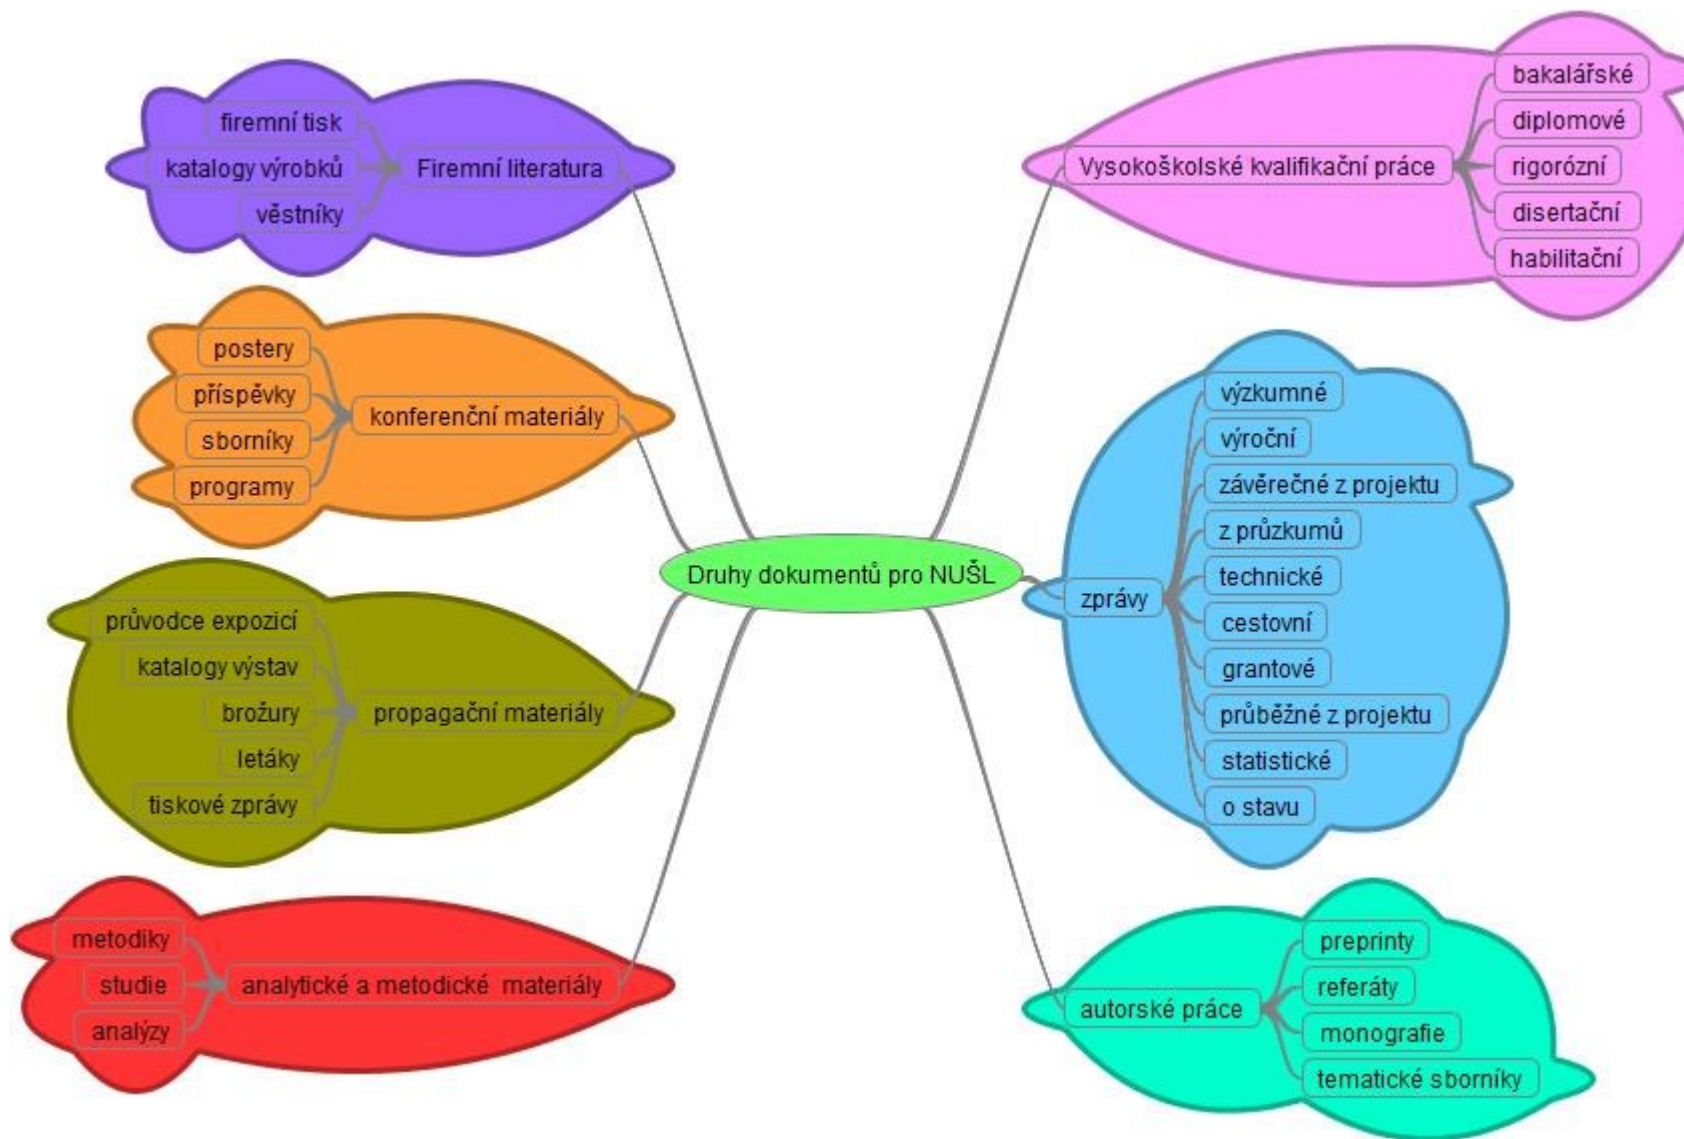 firemní tisk
katalogy výrobků
věstníky
Firemní literatura
postery
příspěvky
sborníky
programy
konferenční materiály
průvodce expozicí
katalogy výstav
brožury
letáky
tiskové zprávy
propagační materiály
metodiky
studie
analýzy
analytické a metodické materiály
Druhy dokumentů pro NUŠL
Vysokoškolské kvalifikační práce
bakalářské
diplomové
rigorózní
disertační
habilitační
zprávy
výzkumné
výroční
závěrečné z projektu
z průzkumů
technické
cestovní
grantové
průběžné z projektu
statistické
o stavu
autorské práce
preprinty
referáty
monografie
tematické sborníky